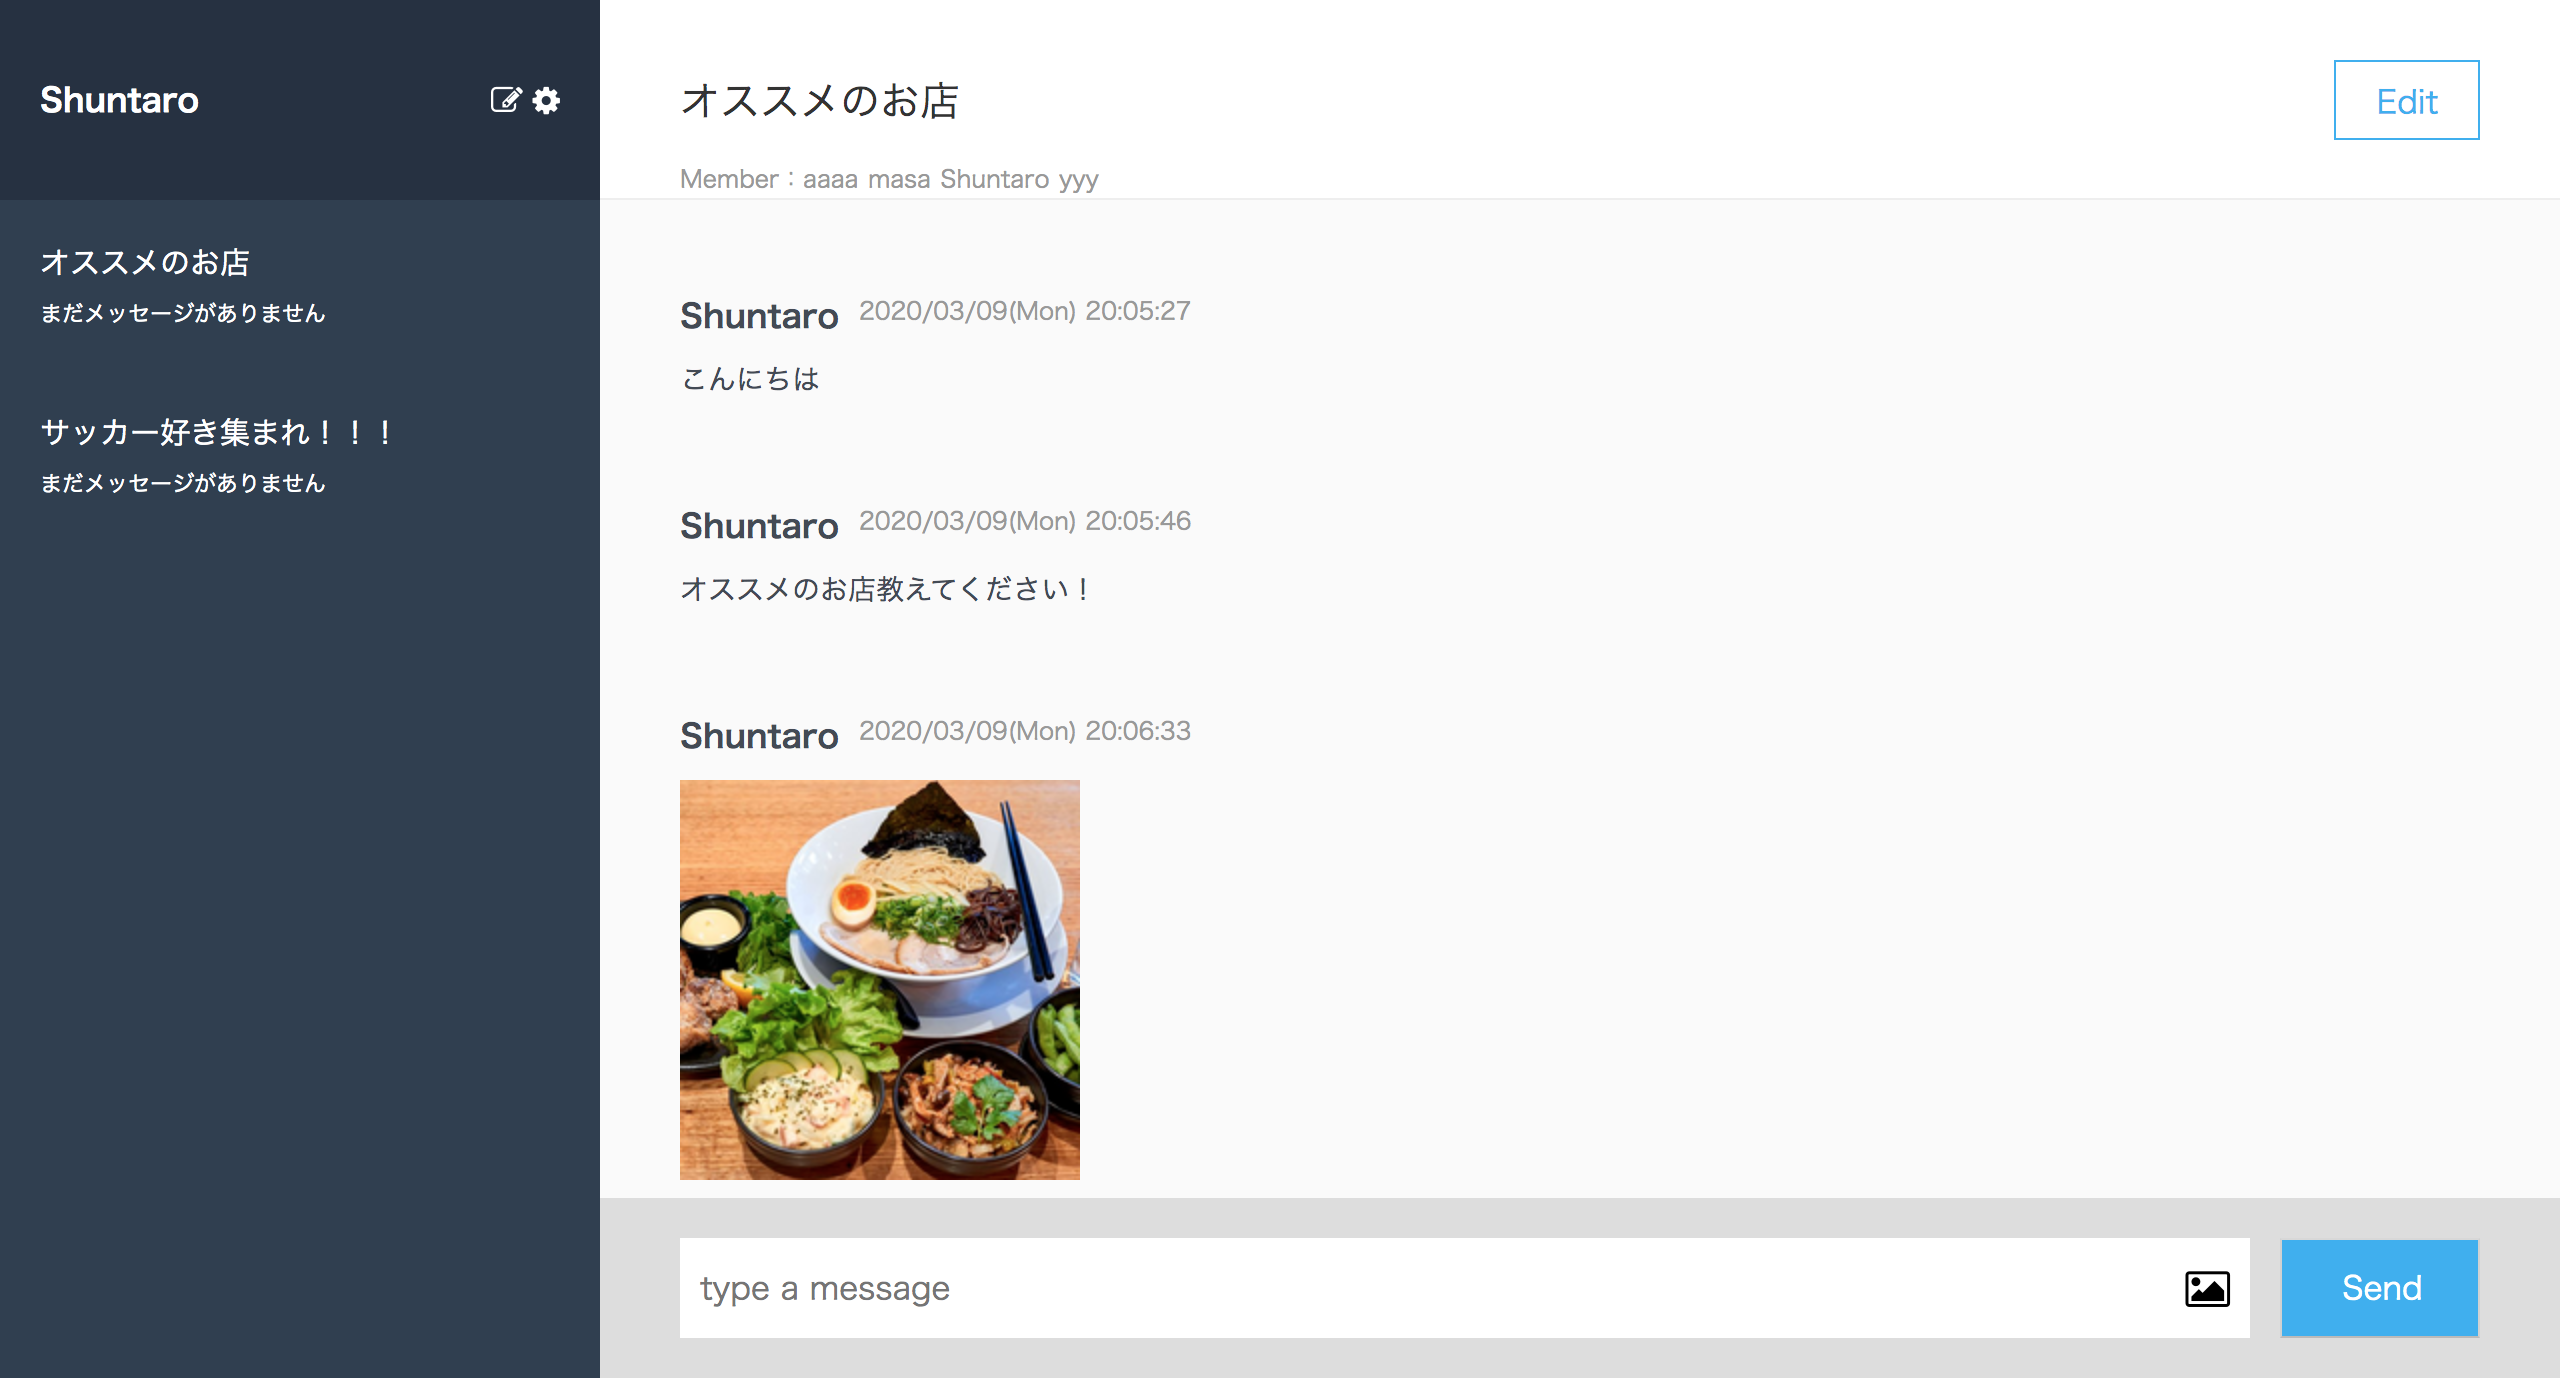 Shuntaro
オススメのお店
まだメッセージがありません
サッカー好き集まれ！！！
まだメッセージがありません
オススメのお店
Edit
Member：aaaa masa Shuntaro yyy
Shuntaro 2020/03/09(Mon) 20:05:27
こんにちは
Shuntaro 2020/03/09(Mon) 20:05:46
オススメのお店教えてください！
Shuntaro 2020/03/09(Mon) 20:06:33
type a message
Send